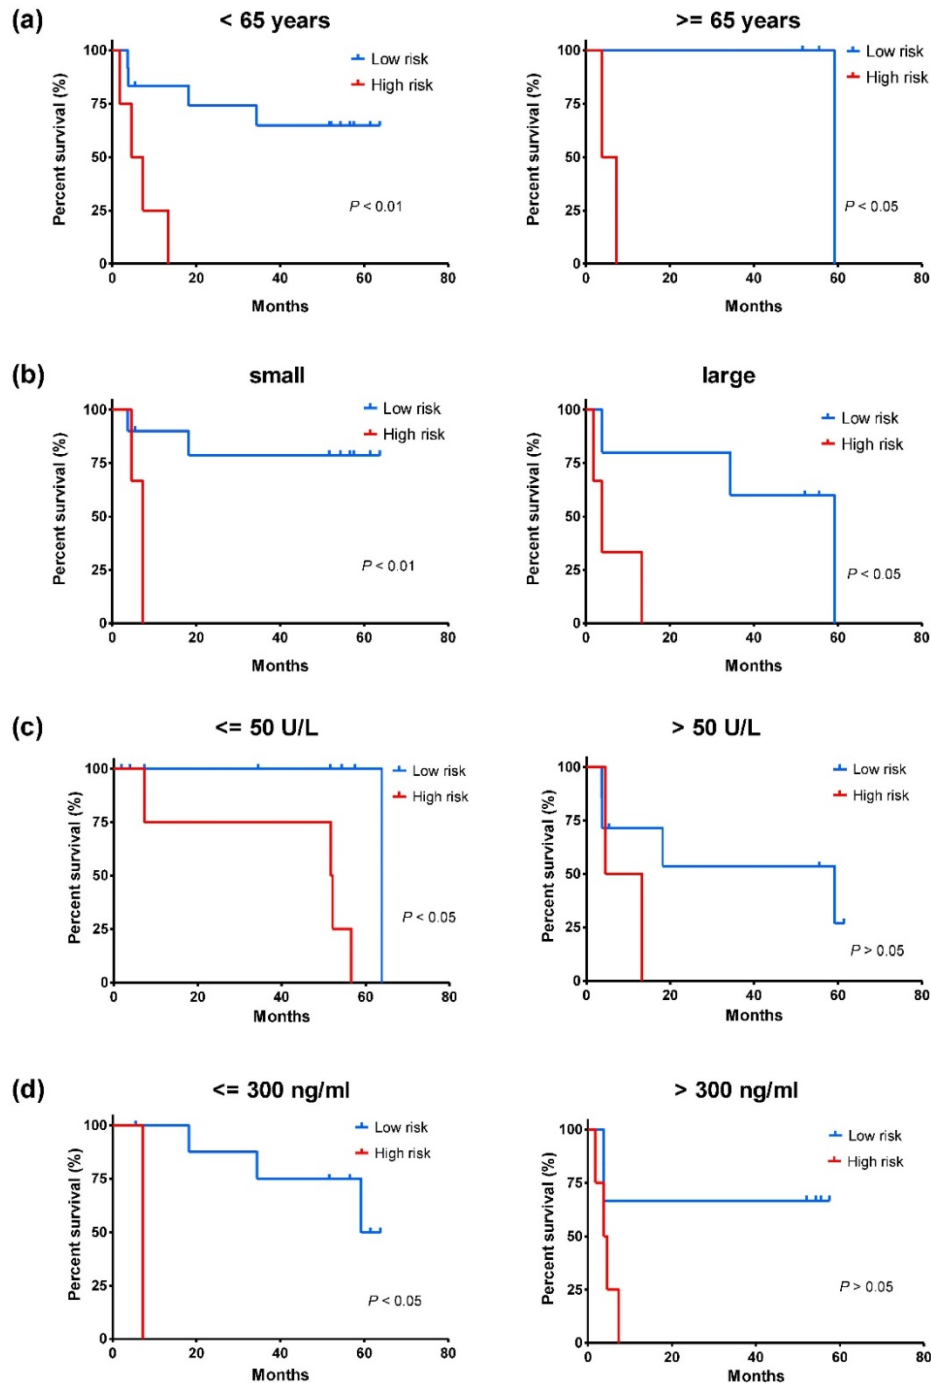 (a)
< 65 years
Percent survival (%)
100
75
50
25
0
0 20 40 60 80
Months
Low risk
High risk
P < 0.01
>= 65 years
Percent survival (%)
100
75
50
25
0
0 20 40 60 80
Months
Low risk
High risk
P < 0.05
(b)
small
Percent survival (%)
100
75
50
25
0
0 20 40 60 80
Months
Low risk
High risk
P < 0.01
large
Percent survival (%)
100
75
50
25
0
0 20 40 60 80
Months
Low risk
High risk
P < 0.05
(c)
<= 50 U/L
Percent survival (%)
100
75
50
25
0
0 20 40 60 80
Months
Low risk
High risk
P < 0.05
> 50 U/L
Percent survival (%)
100
75
50
25
0
0 20 40 60 80
Months
Low risk
High risk
P > 0.05
(d)
<= 300 ng/ml
Percent survival (%)
100
75
50
25
0
0 20 40 60 80
Months
Low risk
High risk
P < 0.05
> 300 ng/ml
Percent survival (%)
100
75
50
25
0
0 20 40 60 80
Months
Low risk
High risk
P > 0.05